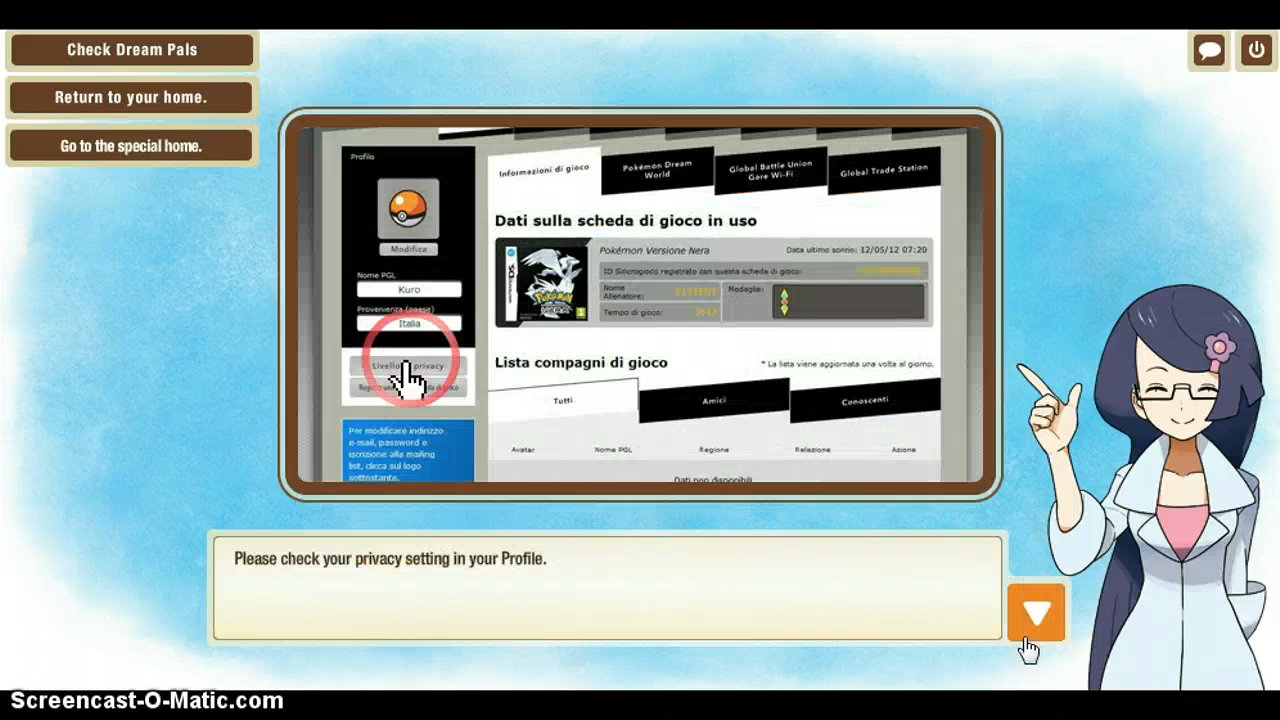 Check Dream Pals
Return to your home.
Go to the special home.
Profilo
Modifica
Nome PGL
Kuro
Provenienza (paese)
Italia
Per modificare indirizzo
e-mail, password e
iscrizione alla mailing
list, clicca sul logo
sottostante.
Informazioni di gioco
Pokémon Dream
World
Global Battle Union
Gare Wi-Fi
Global Trade Station
Dati sulla scheda di gioco in uso
Pokémon Versione Nera
Data ultimo sonno: 12/05/12 07:20
ID Sincrogioco registrato con questa scheda di gioco:
Nome
Allenatore:
Medaglie:
Tempo di gioco:
Lista compagni di gioco
* La lista viene aggiornata una volta al giorno.
Tutti
Amici
Conoscenti
Avatar
Nome PGL
Regione
Relazione
Azione
Dati non disponibili
Please check your privacy setting in your Profile.
Screencast-O-Matic.com